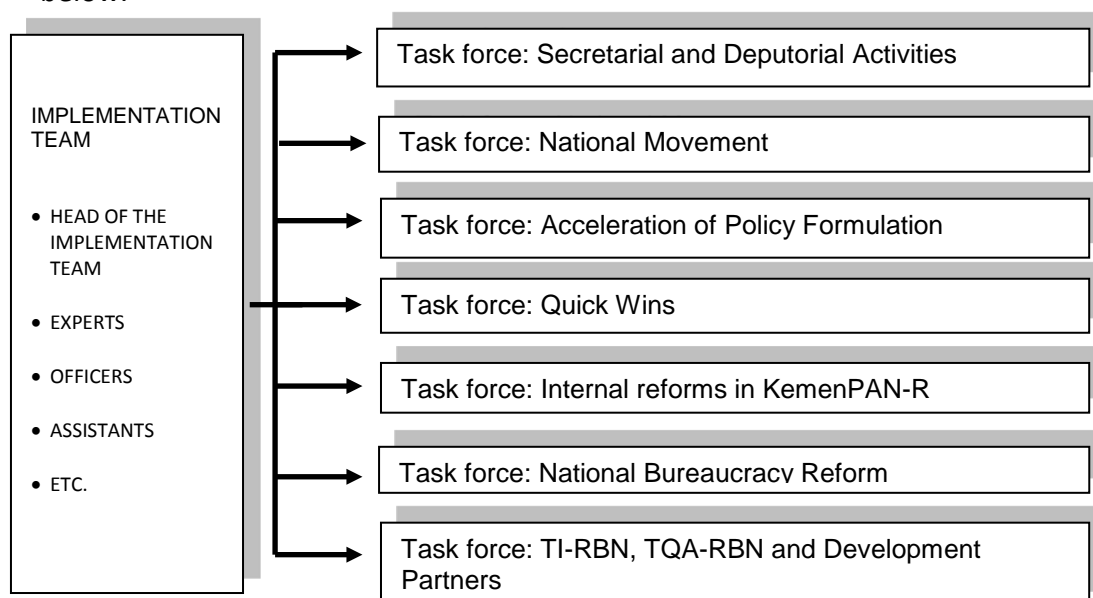 below.
IMPLEMENTATION
TEAM
• HEAD OF THE
IMPLEMENTATION
TEAM
• EXPERTS
• OFFICERS
• ASSISTANTS
• ETC.
Task force: Secretarial and Deputorial Activities
Task force: National Movement
Task force: Acceleration of Policy Formulation
Task force: Quick Wins
Task force: Internal reforms in KemenPAN-R
Task force: National Bureaucracy Reform
Task force: TI-RBN, TQA-RBN and Development
Partners